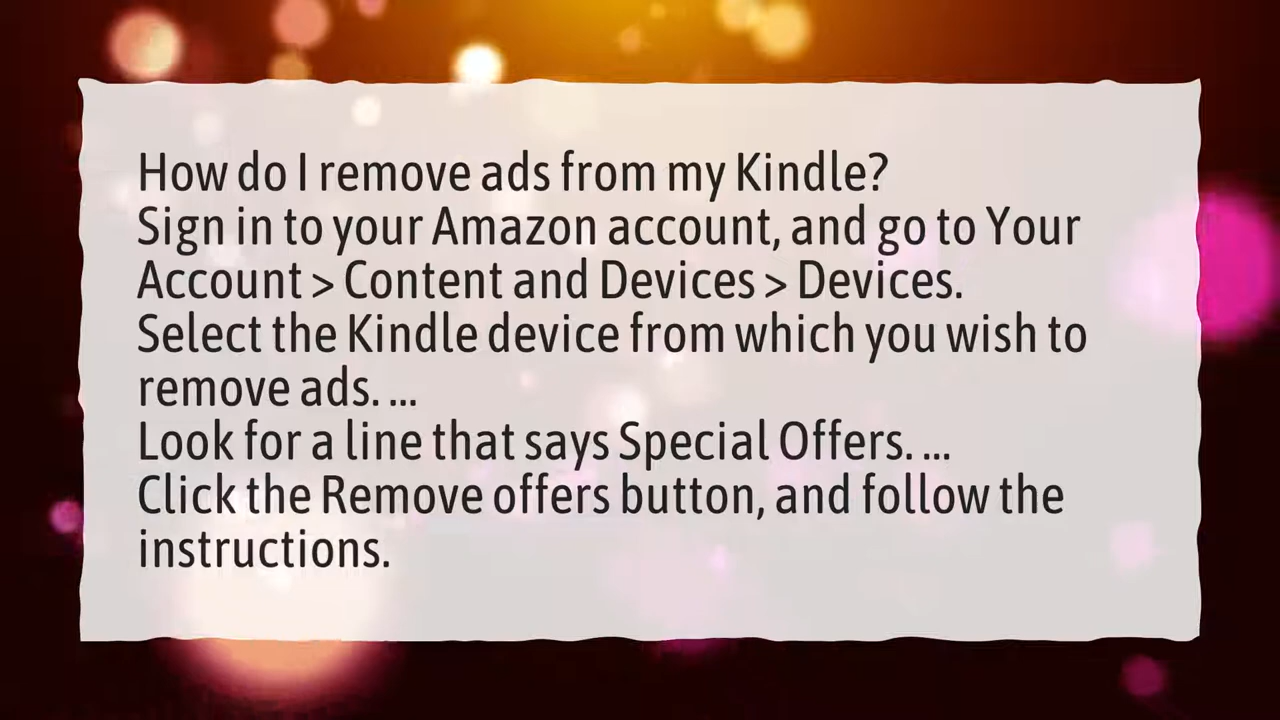 How do I remove ads from my Kindle?
Sign in to your Amazon account, and go to Your
Account > Content and Devices > Devices.
Select the Kindle device from which you wish to
remove ads. ...
Look for a line that says Special Offers. ...
Click the Remove offers button, and follow the
instructions.